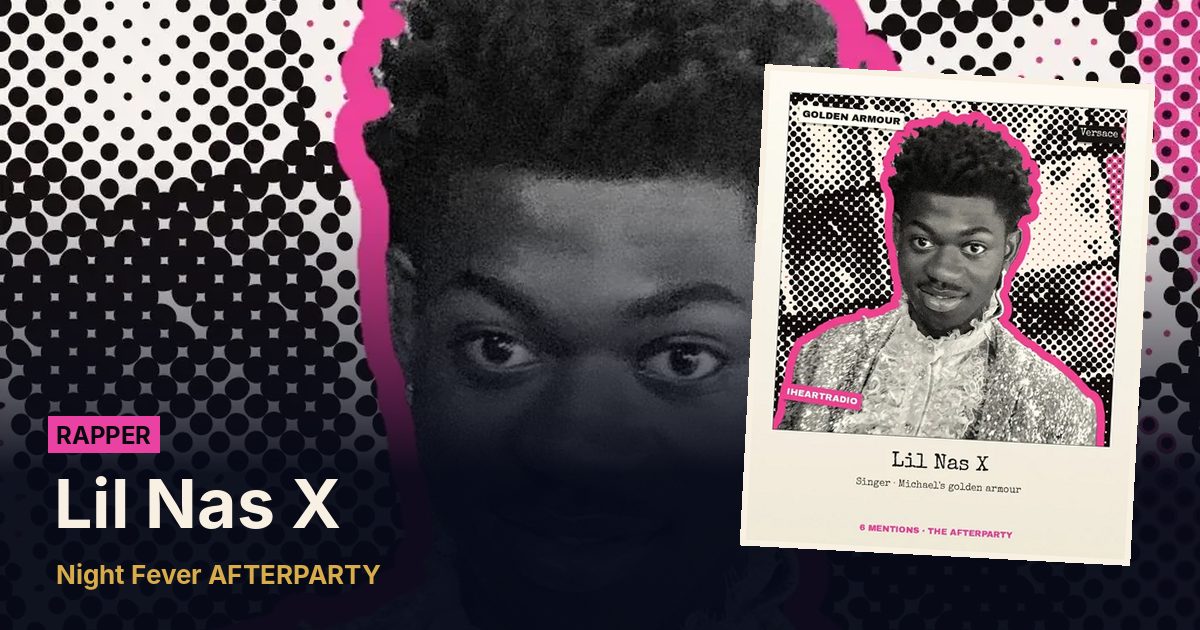 RAPPER
Lil Nas X
Night Fever AFTERPARTY
GOLDEN ARMOUR
Versace
IHEARTRADIO
Lil Nas X
Singer · Michael's golden armour
6 MENTIONS · THE AFTERPARTY